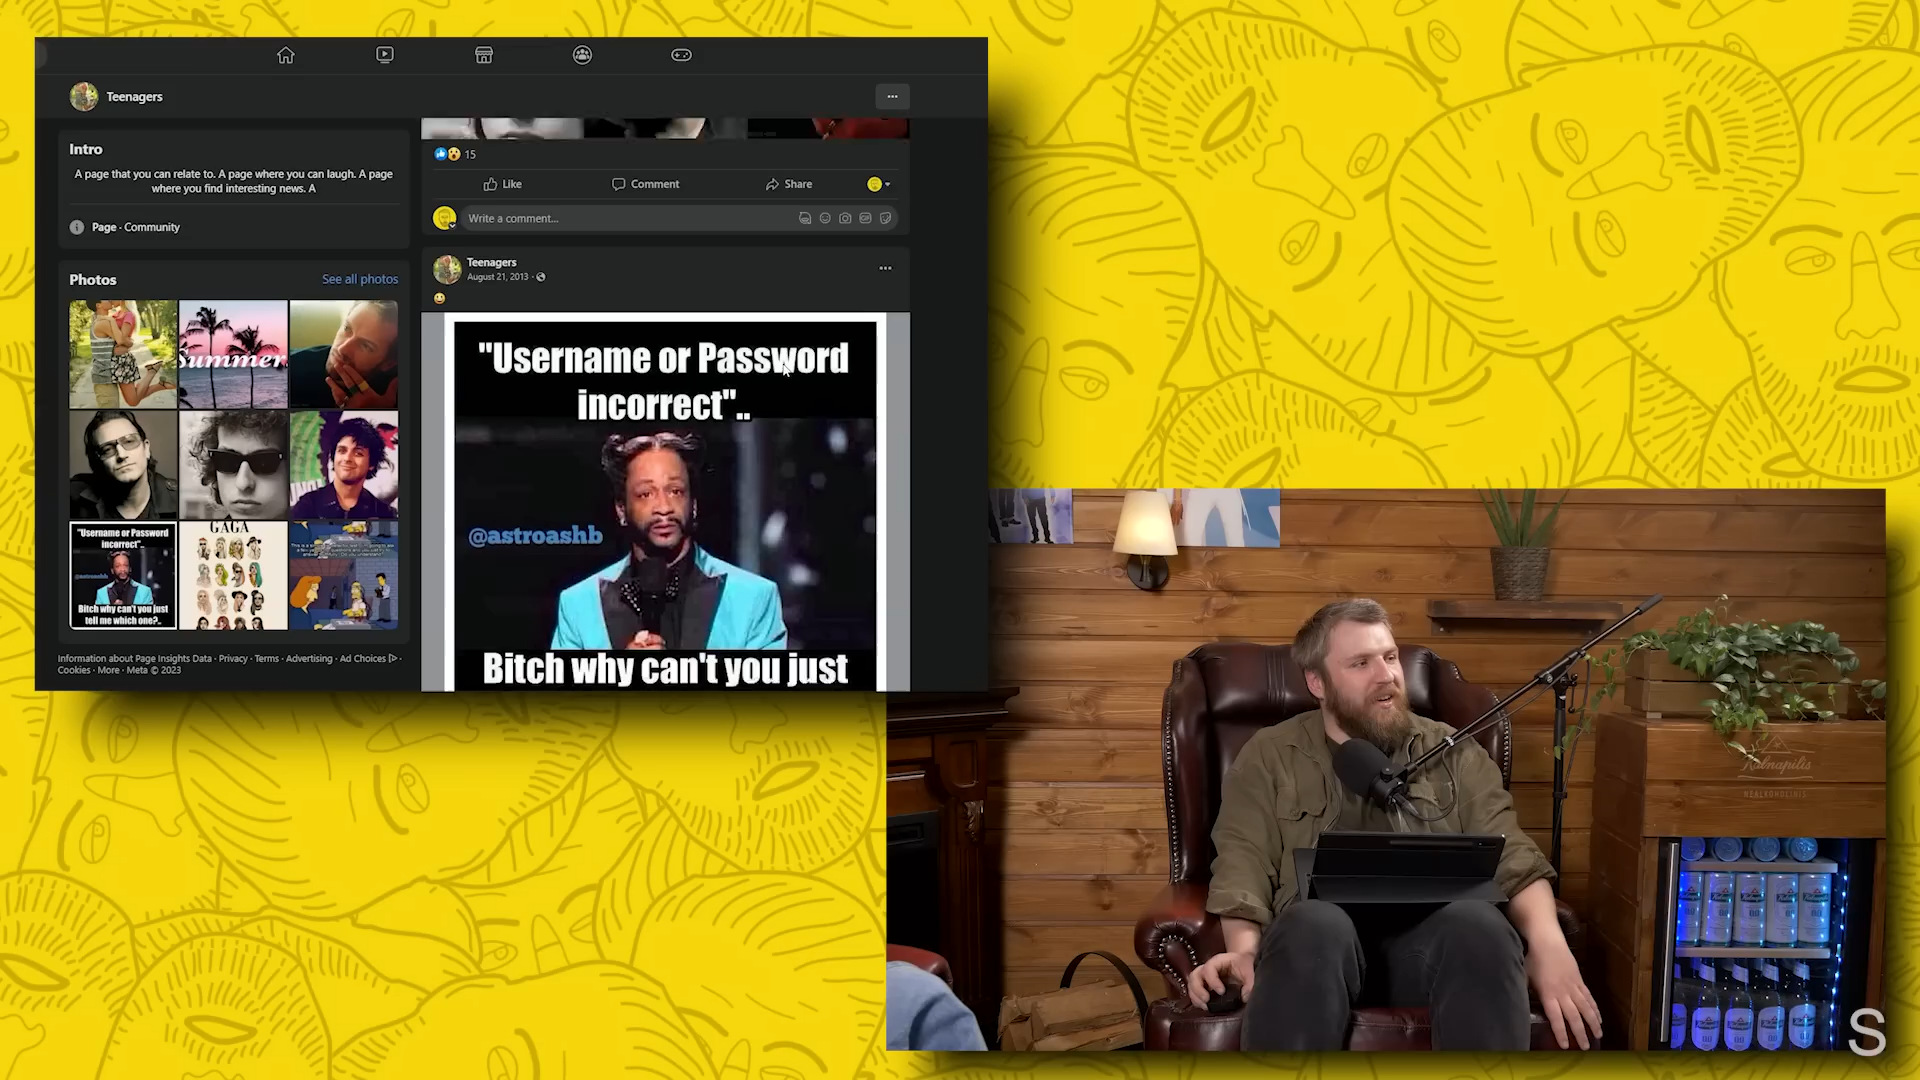 Teenagers
Intro
A page that you can relate to. A page where you can laugh. A page
where you find interesting news. A
Page · Community
Photos
See all photos
Summer
"Username or Password
incorrect"..
Bitch why can't you just
tell me which one?..
GAGA
Information about Page Insights Data · Privacy · Terms · Advertising · Ad Choices ·
Cookies · More · Meta © 2023
15
Like
Comment
Share
Write a comment...
Teenagers
August 21, 2013 ·
"Username or Password
incorrect"..
@astroashb
Bitch why can't you just
Kalnapilis
NEALKOHOLINIS
S